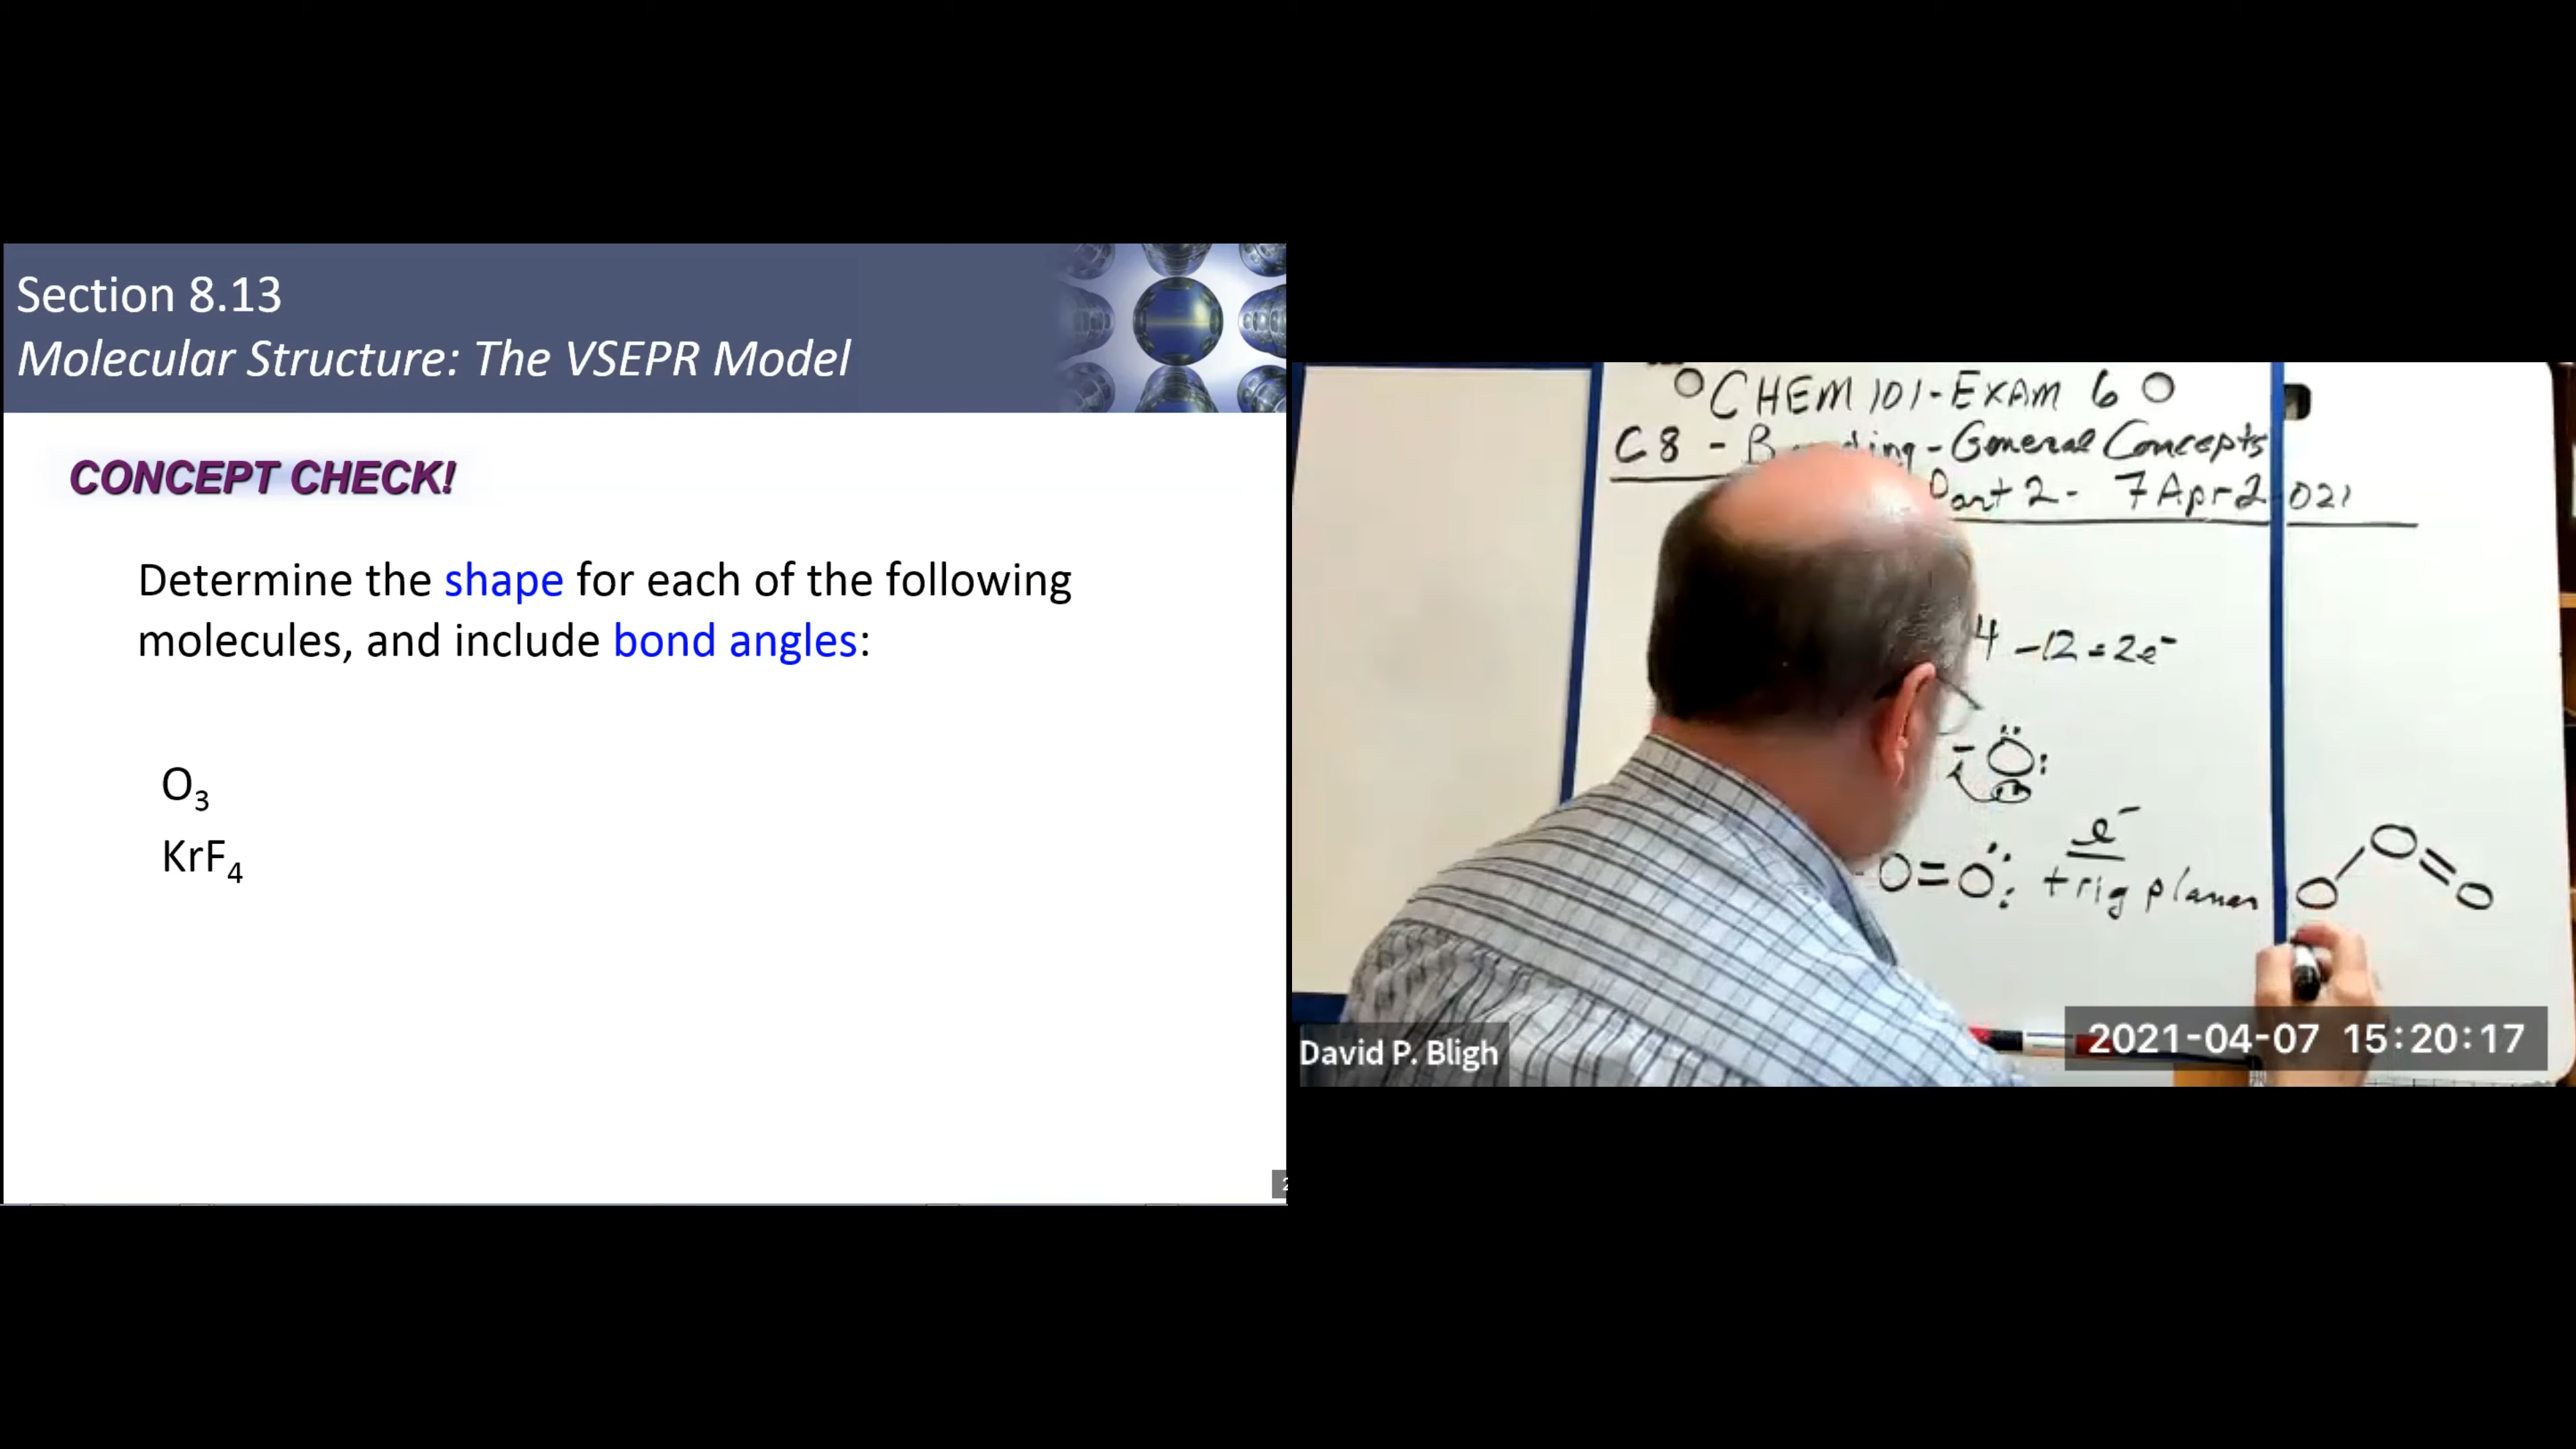 Section 8.13
Molecular Structure: The VSEPR Model
CONCEPT CHECK!
Determine the shape for each of the following
molecules, and include bond angles:
O₃
KrF₄
CHEM 101-EXAM 6
C8 - - General Concepts
Part 2 - 7 Apr 2021
4 -12 = 2e⁻
- Ö:
e⁻
O=Ö: trig planar
O-O=O
David P. Bligh
2021-04-07 15:20:17